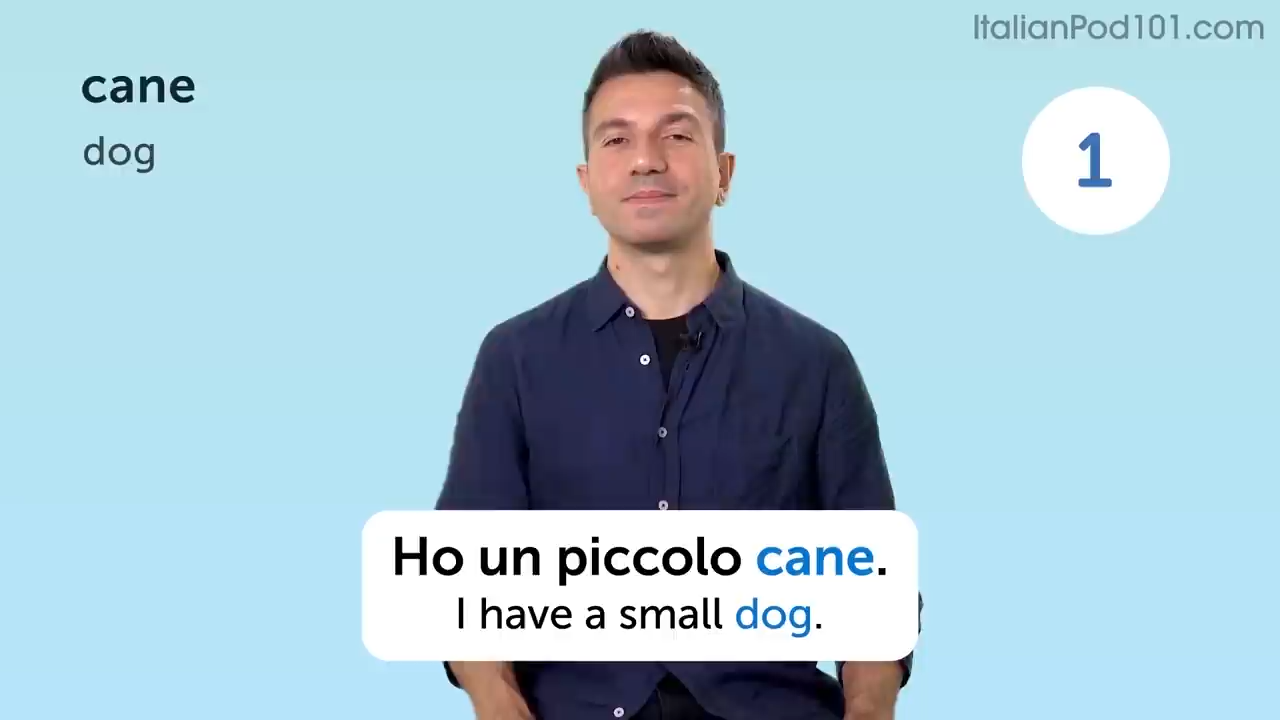 ItalianPod101.com
cane
dog
1
Ho un piccolo cane.
I have a small dog.